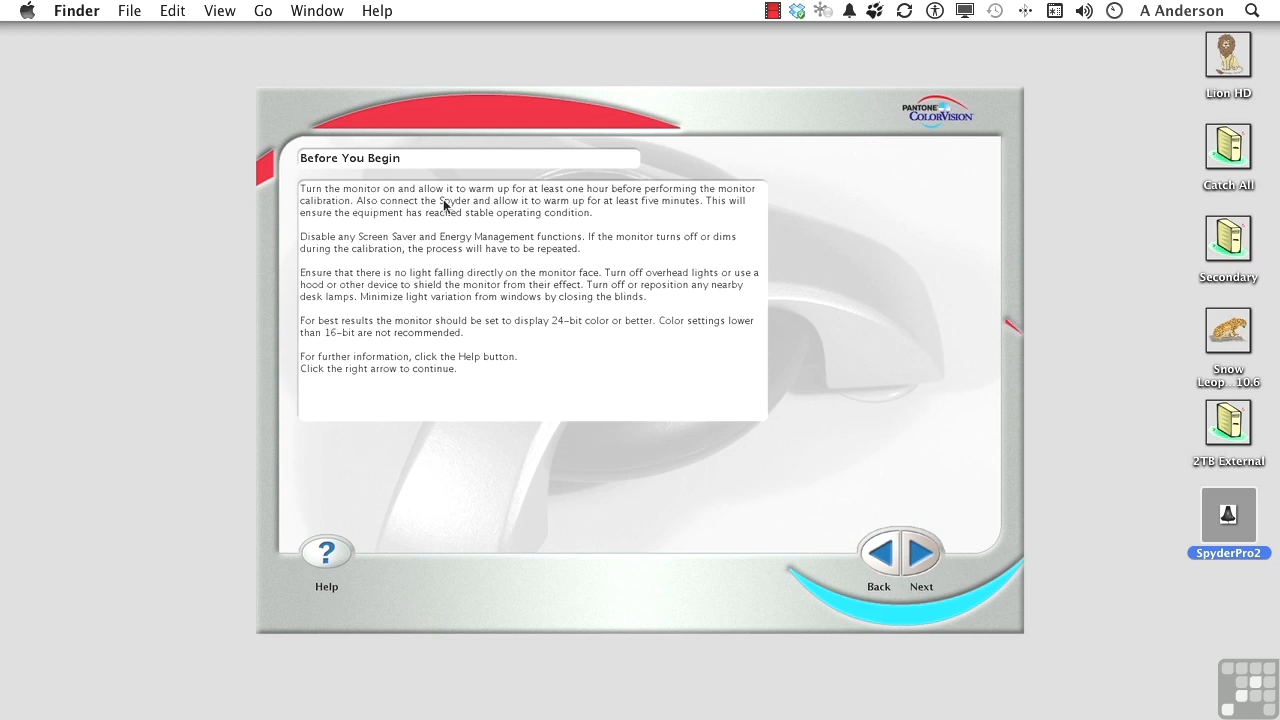 Finder File Edit View Go Window Help A Anderson
PANTONE
COLORVISION
Before You Begin
Turn the monitor on and allow it to warm up for at least one hour before performing the monitor
calibration. Also connect the Spyder and allow it to warm up for at least five minutes. This will
ensure the equipment has reached stable operating condition.
Disable any Screen Saver and Energy Management functions. If the monitor turns off or dims
during the calibration, the process will have to be repeated.
Ensure that there is no light falling directly on the monitor face. Turn off overhead lights or use a
hood or other device to shield the monitor from their effect. Turn off or reposition any nearby
desk lamps. Minimize light variation from windows by closing the blinds.
For best results the monitor should be set to display 24-bit color or better. Color settings lower
than 16-bit are not recommended.
For further information, click the Help button.
Click the right arrow to continue.
?
Help
Back Next
Lion HD
Catch All
Secondary
Snow
Leop...10.6
2TB External
SpyderPro2